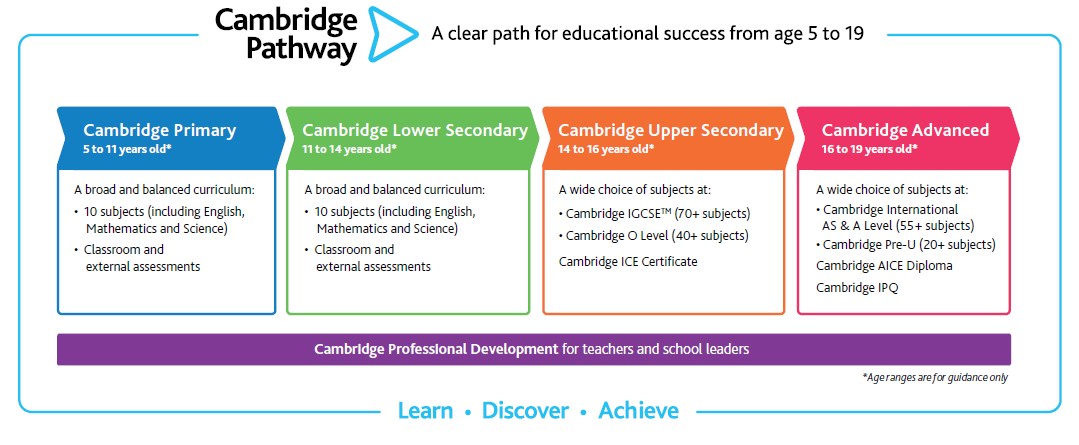 Cambridge
Pathway
A clear path for educational success from age 5 to 19
Cambridge Primary
5 to 11 years old*
A broad and balanced curriculum:
• 10 subjects (including English,
Mathematics and Science)
• Classroom and
external assessments
Cambridge Lower Secondary
11 to 14 years old*
A broad and balanced curriculum:
• 10 subjects (including English,
Mathematics and Science)
• Classroom and
external assessments
Cambridge Upper Secondary
14 to 16 years old*
A wide choice of subjects at:
• Cambridge IGCSE™ (70+ subjects)
• Cambridge O Level (40+ subjects)
Cambridge ICE Certificate
Cambridge Advanced
16 to 19 years old*
A wide choice of subjects at:
• Cambridge International
AS & A Level (55+ subjects)
• Cambridge Pre-U (20+ subjects)
Cambridge AICE Diploma
Cambridge IPQ
Cambridge Professional Development for teachers and school leaders
*Age ranges are for guidance only
Learn • Discover • Achieve